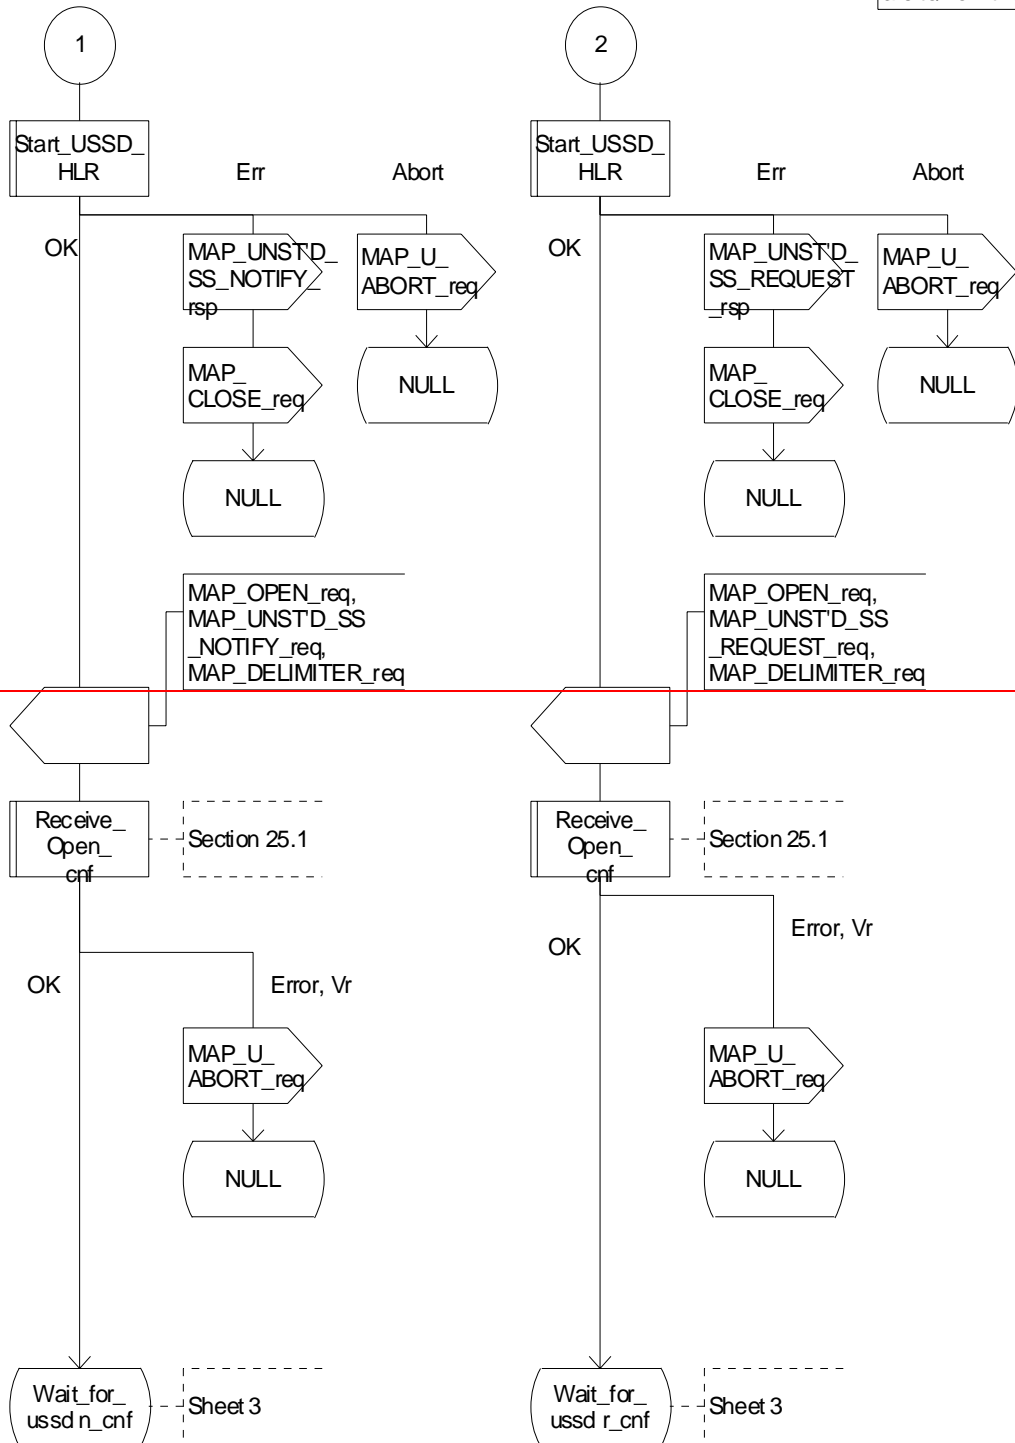 1
2
Start_USSD_
HLR
Err
Abort
Start_USSD_
HLR
Err
Abort
OK
MAP_UNST'D_
SS_NOTIFY_
rsp
MAP_U_
ABORT_req
OK
MAP_UNST'D_
SS_REQUEST
_rsp
MAP_U_
ABORT_req
MAP_
CLOSE_req
NULL
MAP_
CLOSE_req
NULL
NULL
NULL
MAP_OPEN_req,
MAP_UNST'D_SS
_NOTIFY_req,
MAP_DELIMITER_req
MAP_OPEN_req,
MAP_UNST'D_SS
_REQUEST_req,
MAP_DELIMITER_req
Receive_
Open_
cnf
Section 25.1
Receive_
Open_
cnf
Section 25.1
OK
Error, Vr
OK
Error, Vr
MAP_U_
ABORT_req
MAP_U_
ABORT_req
NULL
NULL
Wait_for_
ussd n_cnf
Sheet 3
Wait_for_
ussd r_cnf
Sheet 3